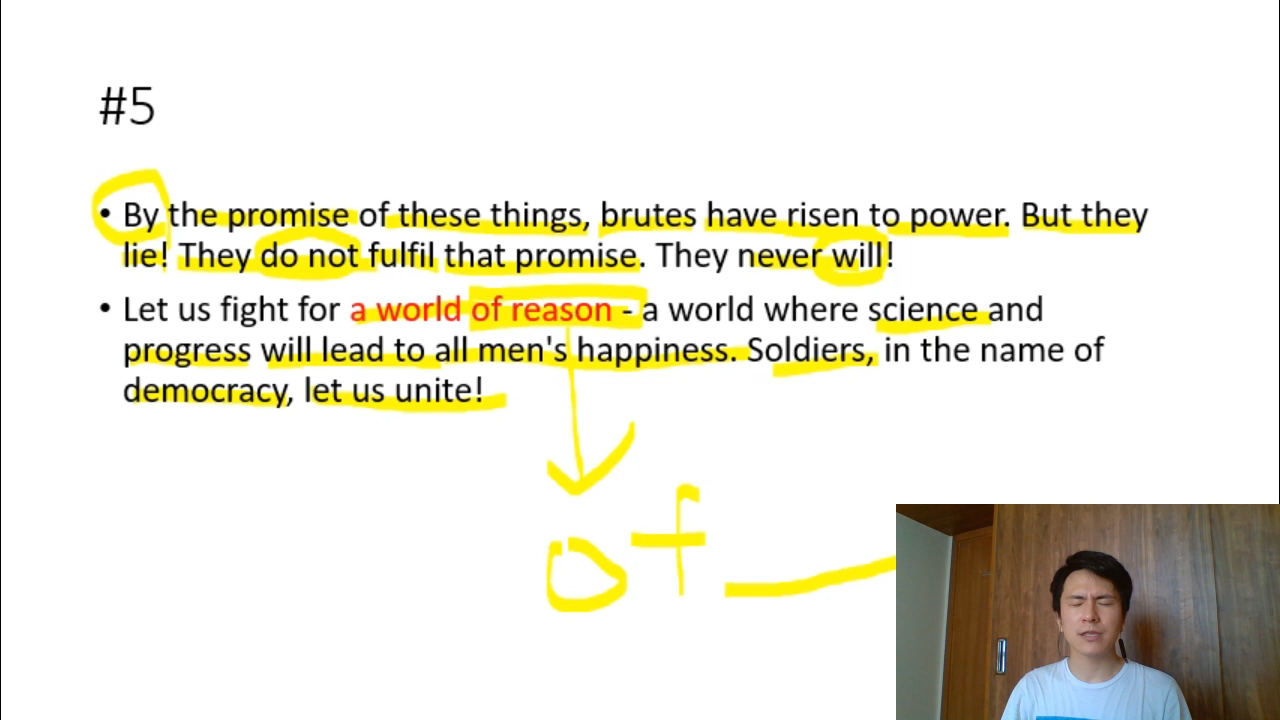 #5
• By the promise of these things, brutes have risen to power. But they
lie! They do not fulfil that promise. They never will!
• Let us fight for a world of reason - a world where science and
progress will lead to all men's happiness. Soldiers, in the name of
democracy, let us unite!
of